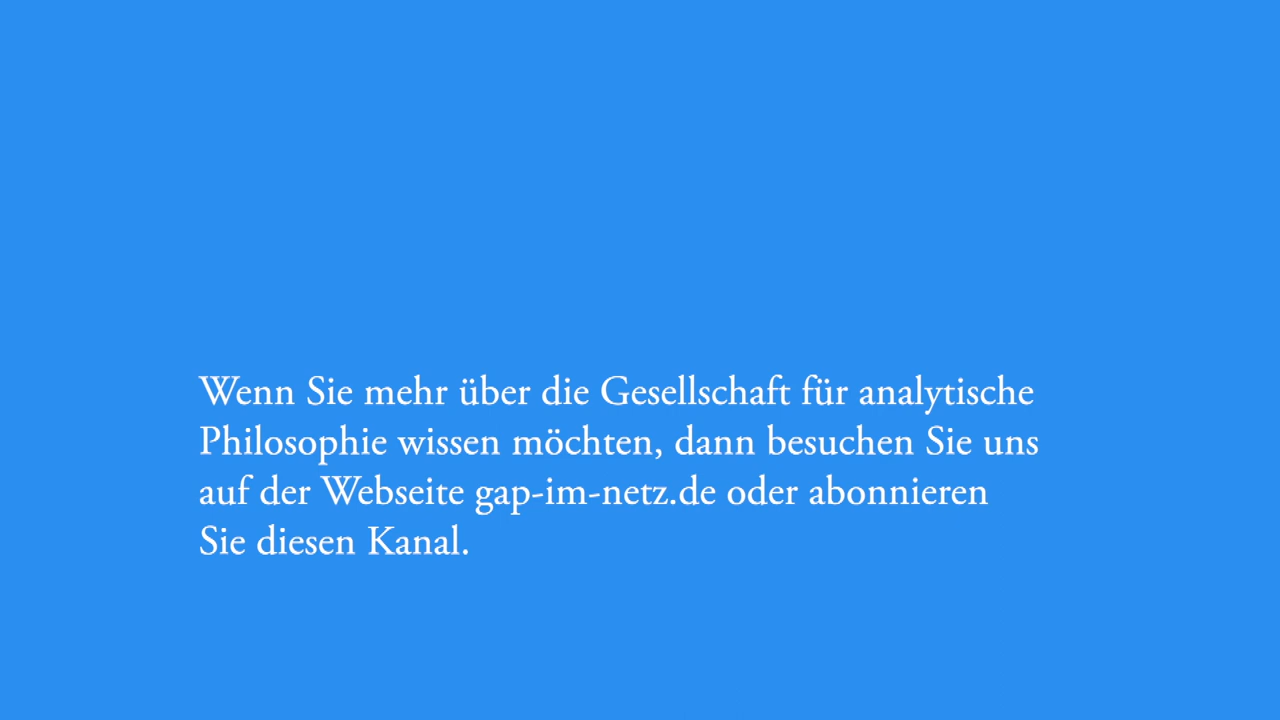 Wenn Sie mehr über die Gesellschaft für analytische
Philosophie wissen möchten, dann besuchen Sie uns
auf der Webseite gap-im-netz.de oder abonnieren
Sie diesen Kanal.